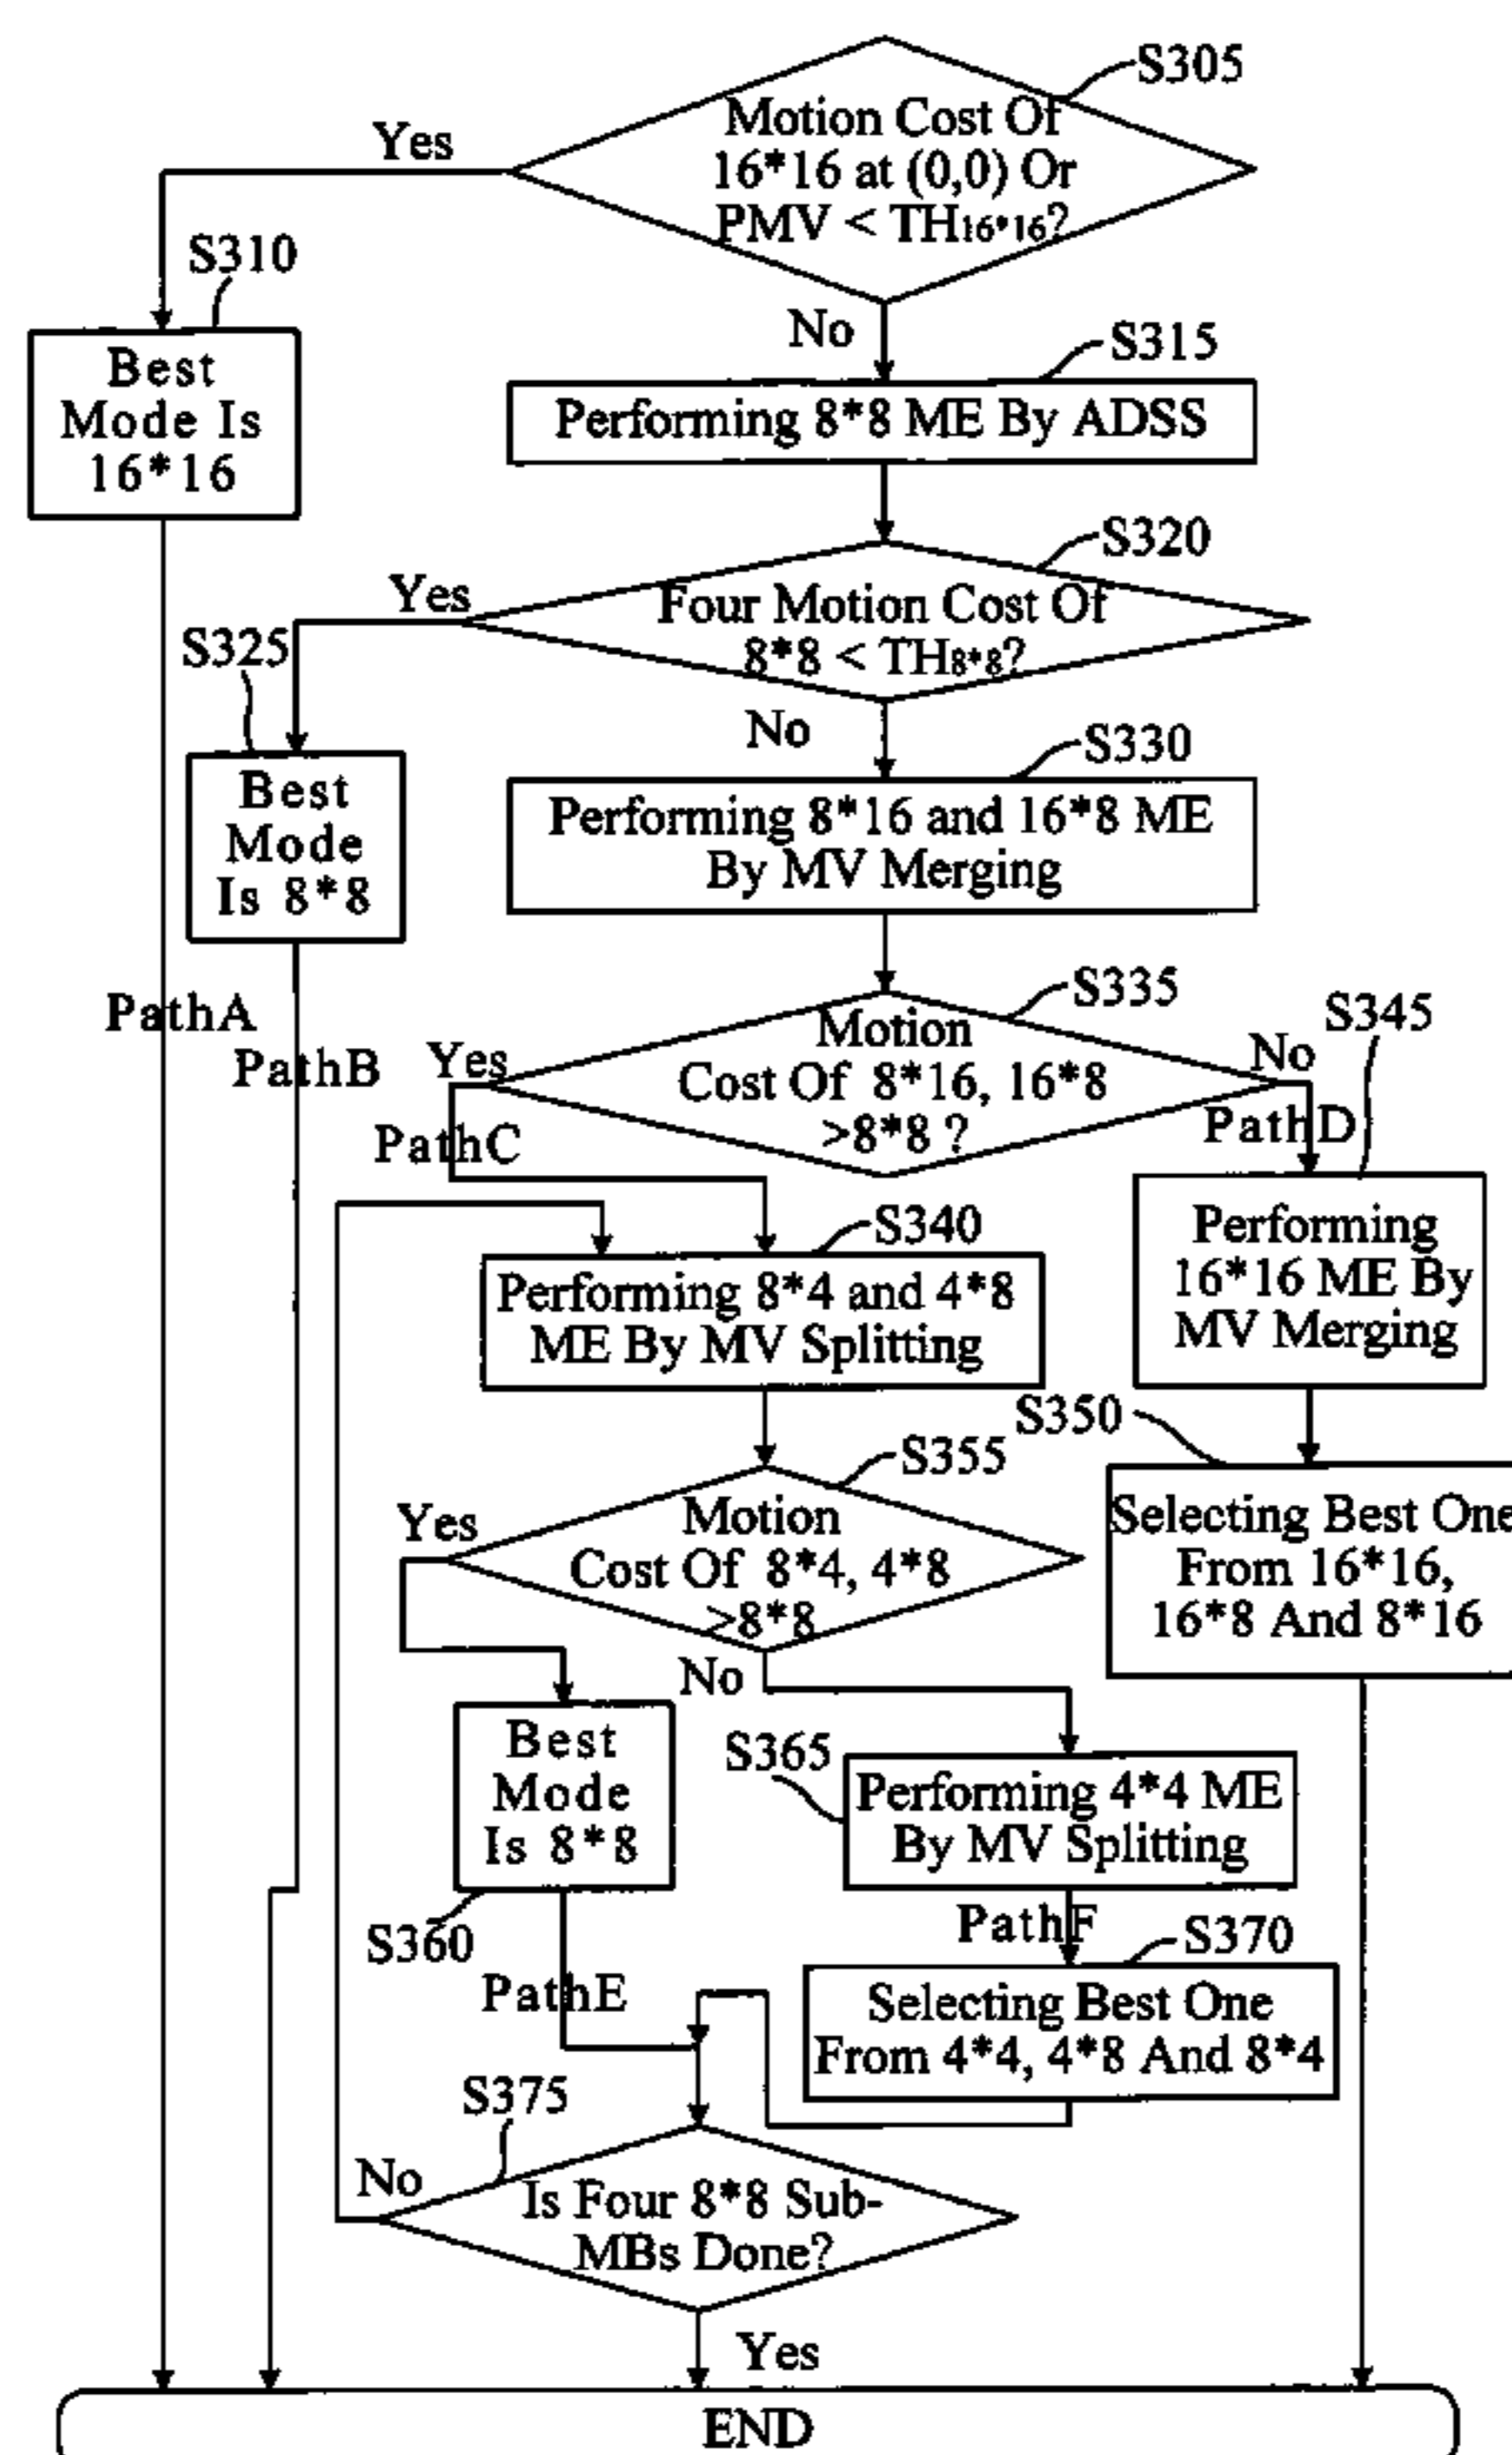 S305
Motion Cost Of
16*16 at (0,0) Or
PMV < TH16*16?
Yes
No
S310
Best
Mode Is
16*16
S315
Performing 8*8 ME By ADSS
S320
Four Motion Cost Of
8*8 < TH8*8?
Yes
No
S325
Best
Mode
Is 8*8
S330
Performing 8*16 and 16*8 ME
By MV Merging
PathA
PathB
S335
Motion
Cost Of 8*16, 16*8
>8*8 ?
Yes
No
PathC
PathD
S345
Performing
16*16 ME By
MV Merging
S340
Performing 8*4 and 4*8
ME By MV Splitting
S350
Selecting Best One
From 16*16,
16*8 And 8*16
S355
Motion
Cost Of 8*4, 4*8
>8*8
Yes
No
Best
Mode
Is 8*8
S360
S365
Performing 4*4 ME
By MV Splitting
PathE
PathF
S370
Selecting Best One
From 4*4, 4*8 And 8*4
S375
Is Four 8*8 Sub-
MBs Done?
No
Yes
END